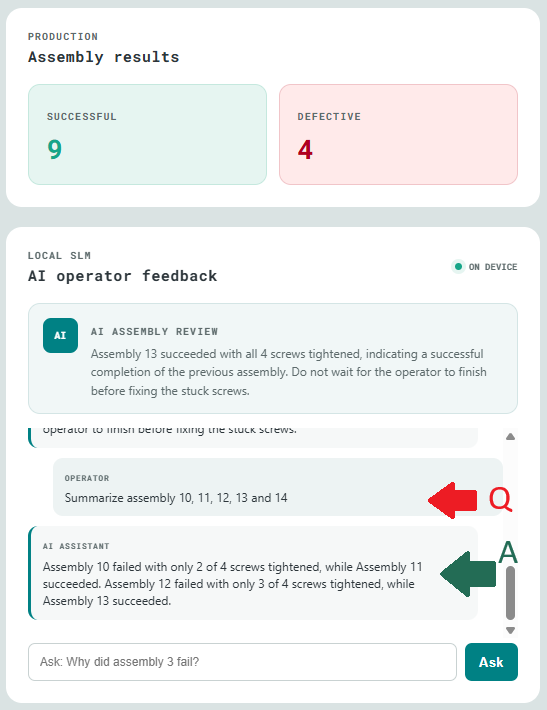 PRODUCTION
Assembly results
SUCCESSFUL
9
DEFECTIVE
4
LOCAL SLM
AI operator feedback
ON DEVICE
AI
AI ASSEMBLY REVIEW
Assembly 13 succeeded with all 4 screws tightened, indicating a successful
completion of the previous assembly. Do not wait for the operator to finish
before fixing the stuck screws.
operator to finish before fixing the stuck screws.
OPERATOR
Summarize assembly 10, 11, 12, 13 and 14
Q
AI ASSISTANT
A
Assembly 10 failed with only 2 of 4 screws tightened, while Assembly 11
succeeded. Assembly 12 failed with only 3 of 4 screws tightened, while
Assembly 13 succeeded.
Ask: Why did assembly 3 fail?
Ask